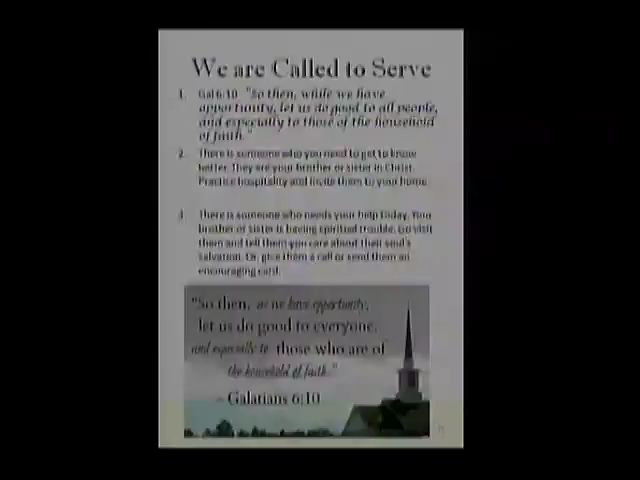 We are Called to Serve
1. Gal 6:10 "So then, while we have
opportunity, let us do good to all people,
and especially to those of the household
of faith."
2. There is someone who you need to get to know
better. They are your brother or sister in Christ.
Practice hospitality and invite them to your home.
3. There is someone who needs your help today. Your
brother or sister is having spiritual trouble. Go visit
them and tell them you care about their soul's
salvation. Or, give them a call or send them an
encouraging card.
"So then, as we have opportunity,
let us do good to everyone,
and especially to those who are of
the household of faith."
- Galatians 6:10